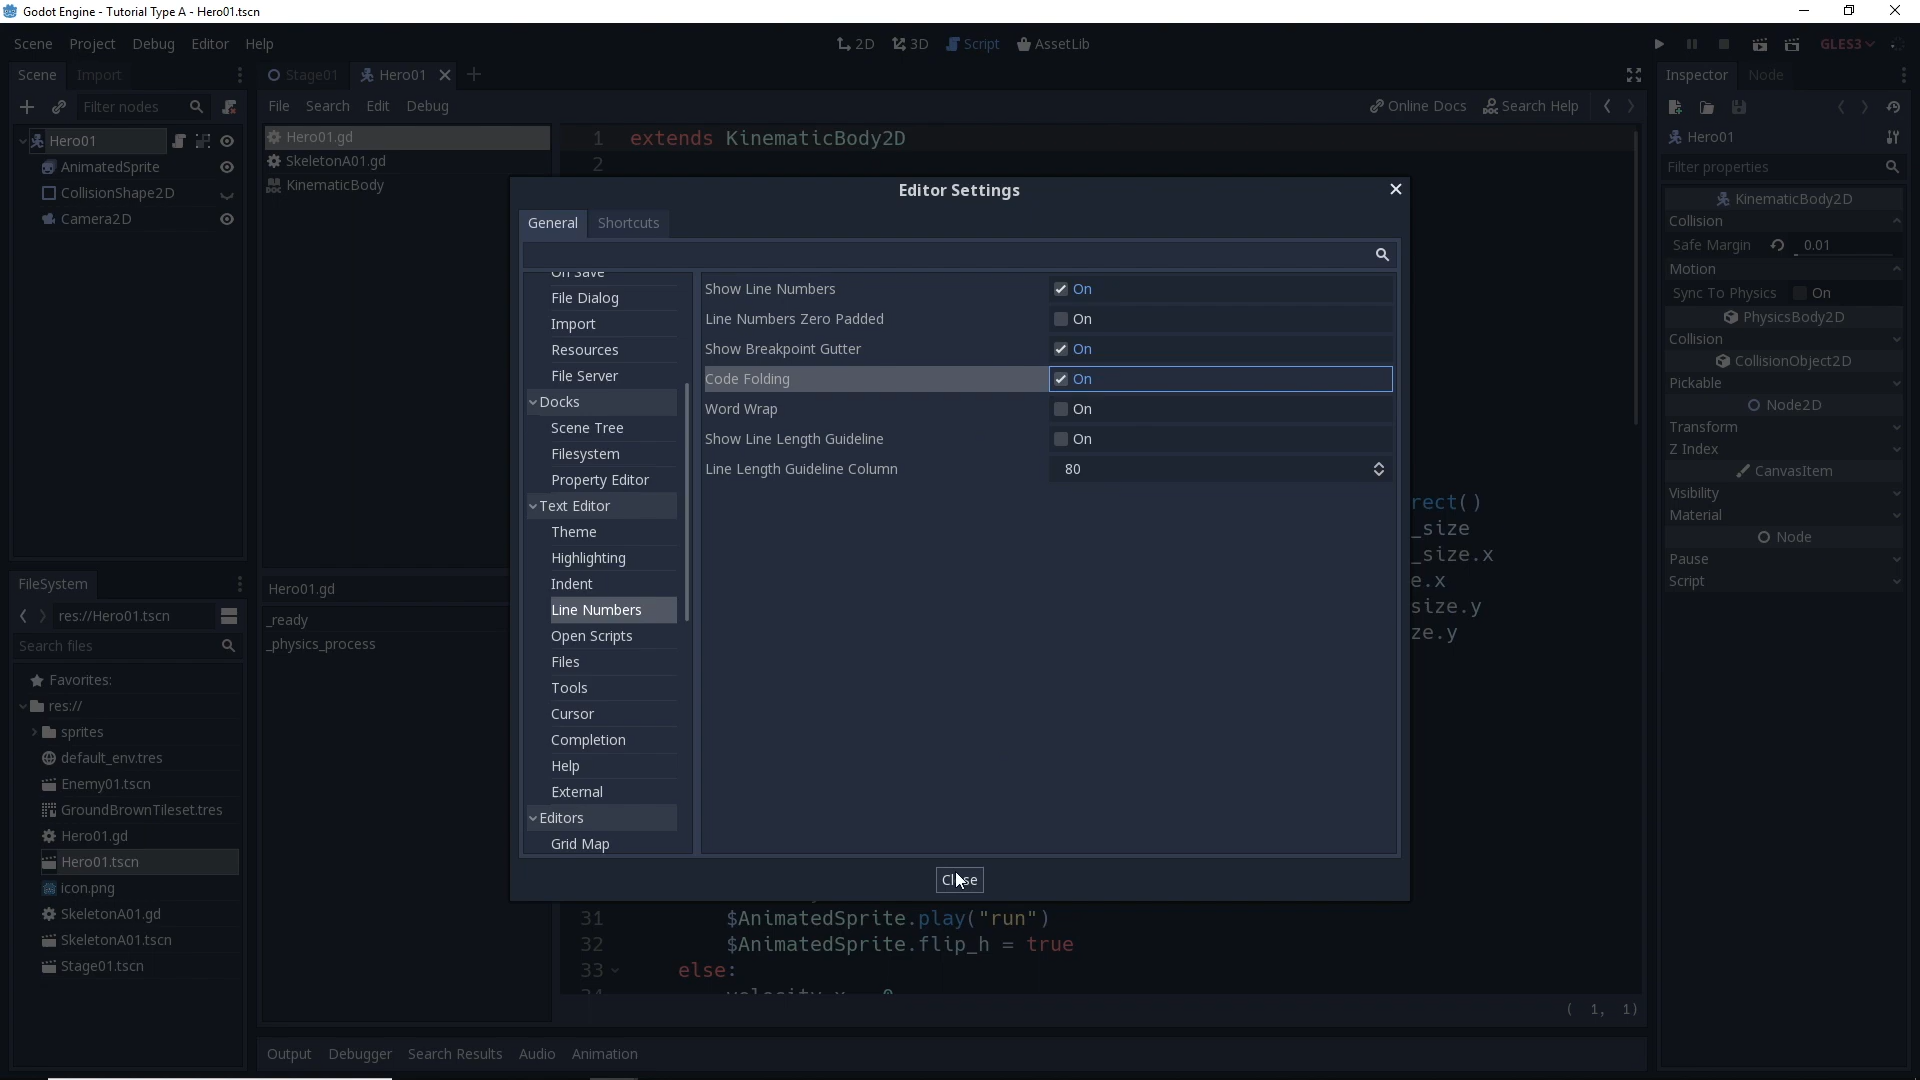 Godot Engine - Tutorial Type A - Hero01.tscn
Scene Project Debug Editor Help
2D 3D Script AssetLib
GLES3
Scene Import
Stage01 Hero01
Inspector Node
Filter nodes
File Search Edit Debug
Online Docs Search Help
Hero01
AnimatedSprite
CollisionShape2D
Camera2D
Hero01.gd
SkeletonA01.gd
KinematicBody
1 extends KinematicBody2D
2
rect()
_size
_size.x
e.x
size.y
ze.y
Editor Settings
General Shortcuts
On Save
File Dialog
Import
Resources
File Server
Docks
Scene Tree
Filesystem
Property Editor
Text Editor
Theme
Highlighting
Indent
Line Numbers
Open Scripts
Files
Tools
Cursor
Completion
Help
External
Editors
Grid Map
Show Line Numbers On
Line Numbers Zero Padded On
Show Breakpoint Gutter On
Code Folding On
Word Wrap On
Show Line Length Guideline On
Line Length Guideline Column 80
Close
Hero01
Filter properties
KinematicBody2D
Collision
Safe Margin 0.01
Motion
Sync To Physics On
PhysicsBody2D
Collision
CollisionObject2D
Pickable
Node2D
Transform
Z Index
CanvasItem
Visibility
Material
Node
Pause
Script
FileSystem
res://Hero01.tscn
Search files
Favorites:
res://
sprites
default_env.tres
Enemy01.tscn
GroundBrownTileset.tres
Hero01.gd
Hero01.tscn
icon.png
SkeletonA01.gd
SkeletonA01.tscn
Stage01.tscn
Hero01.gd
_ready
_physics_process
31 $AnimatedSprite.play("run")
32 $AnimatedSprite.flip_h = true
33 else:
( 1, 1)
Output Debugger Search Results Audio Animation